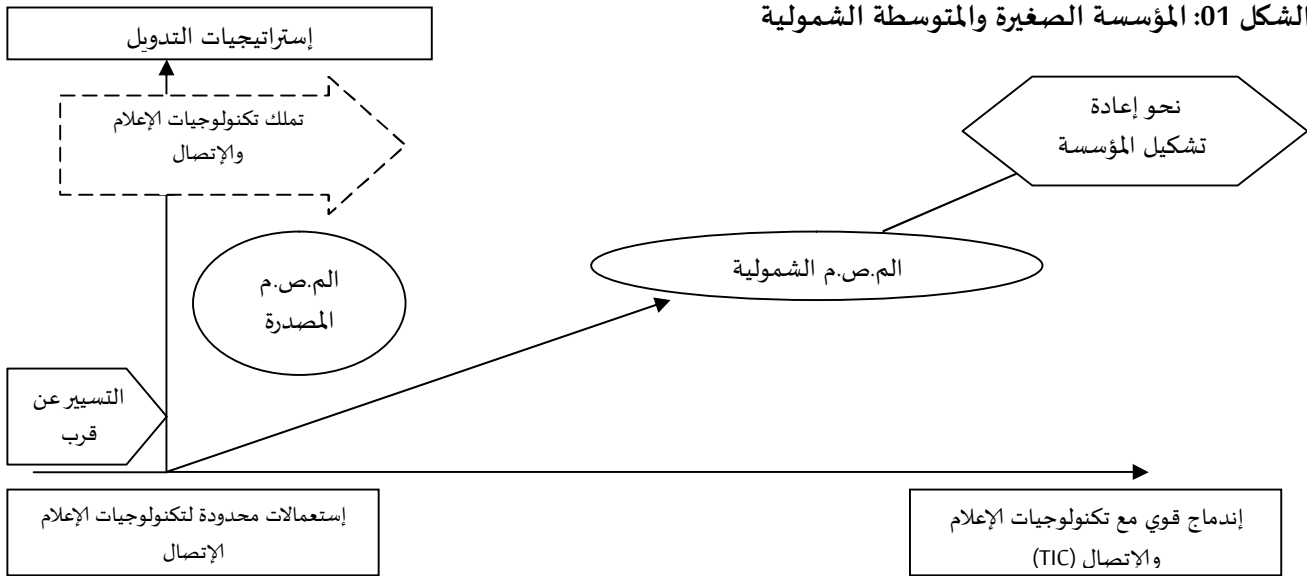 الشكل 01: المؤسسة الصغيرة والمتوسطة الشمولية
إستراتيجيات التدويل
تملك تكنولوجيات الإعلام
والإتصال
نحو إعادة
تشكيل المؤسسة
الم.ص.م
المصدرة
الم.ص.م الشمولية
التسيير عن
قرب
إستعمالات محدودة لتكنولوجيات الإعلام
الإتصال
إندماج قوي مع تكنولوجيات الإعلام
والإتصال (TIC)